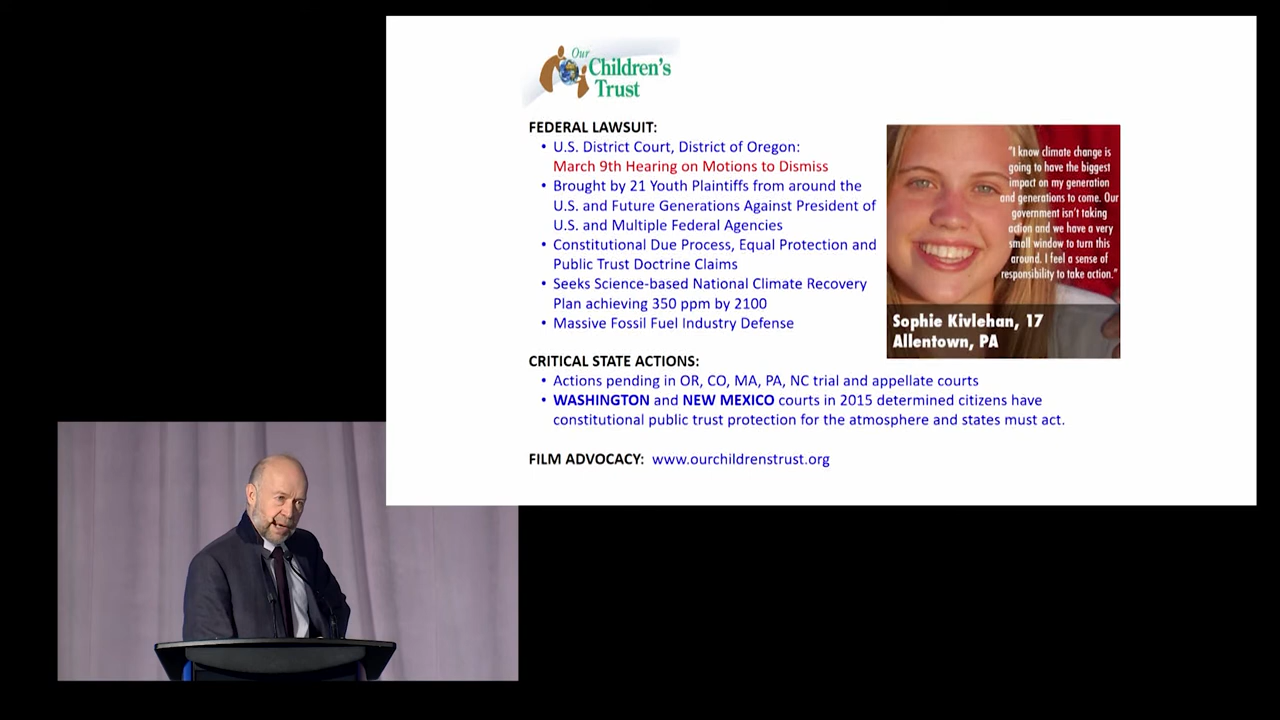 Our
Children's
Trust
FEDERAL LAWSUIT:
• U.S. District Court, District of Oregon:
March 9th Hearing on Motions to Dismiss
• Brought by 21 Youth Plaintiffs from around the
U.S. and Future Generations Against President of
U.S. and Multiple Federal Agencies
• Constitutional Due Process, Equal Protection and
Public Trust Doctrine Claims
• Seeks Science-based National Climate Recovery
Plan achieving 350 ppm by 2100
• Massive Fossil Fuel Industry Defense
"I know climate change is
going to have the biggest
impact on my generation
and generations to come. Our
government isn't taking
action and we have a very
small window to turn this
around. I feel a sense of
responsibility to take action."
Sophie Kivlehan, 17
Allentown, PA
CRITICAL STATE ACTIONS:
• Actions pending in OR, CO, MA, PA, NC trial and appellate courts
• WASHINGTON and NEW MEXICO courts in 2015 determined citizens have
constitutional public trust protection for the atmosphere and states must act.
FILM ADVOCACY: www.ourchildrenstrust.org